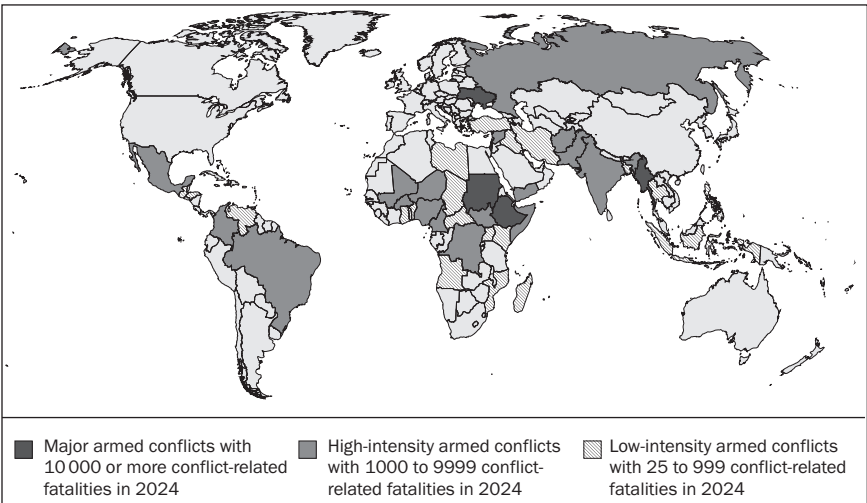 Major armed conflicts with
10 000 or more conflict-related
fatalities in 2024
High-intensity armed conflicts
with 1000 to 9999 conflict-
related fatalities in 2024
Low-intensity armed conflicts
with 25 to 999 conflict-related
fatalities in 2024